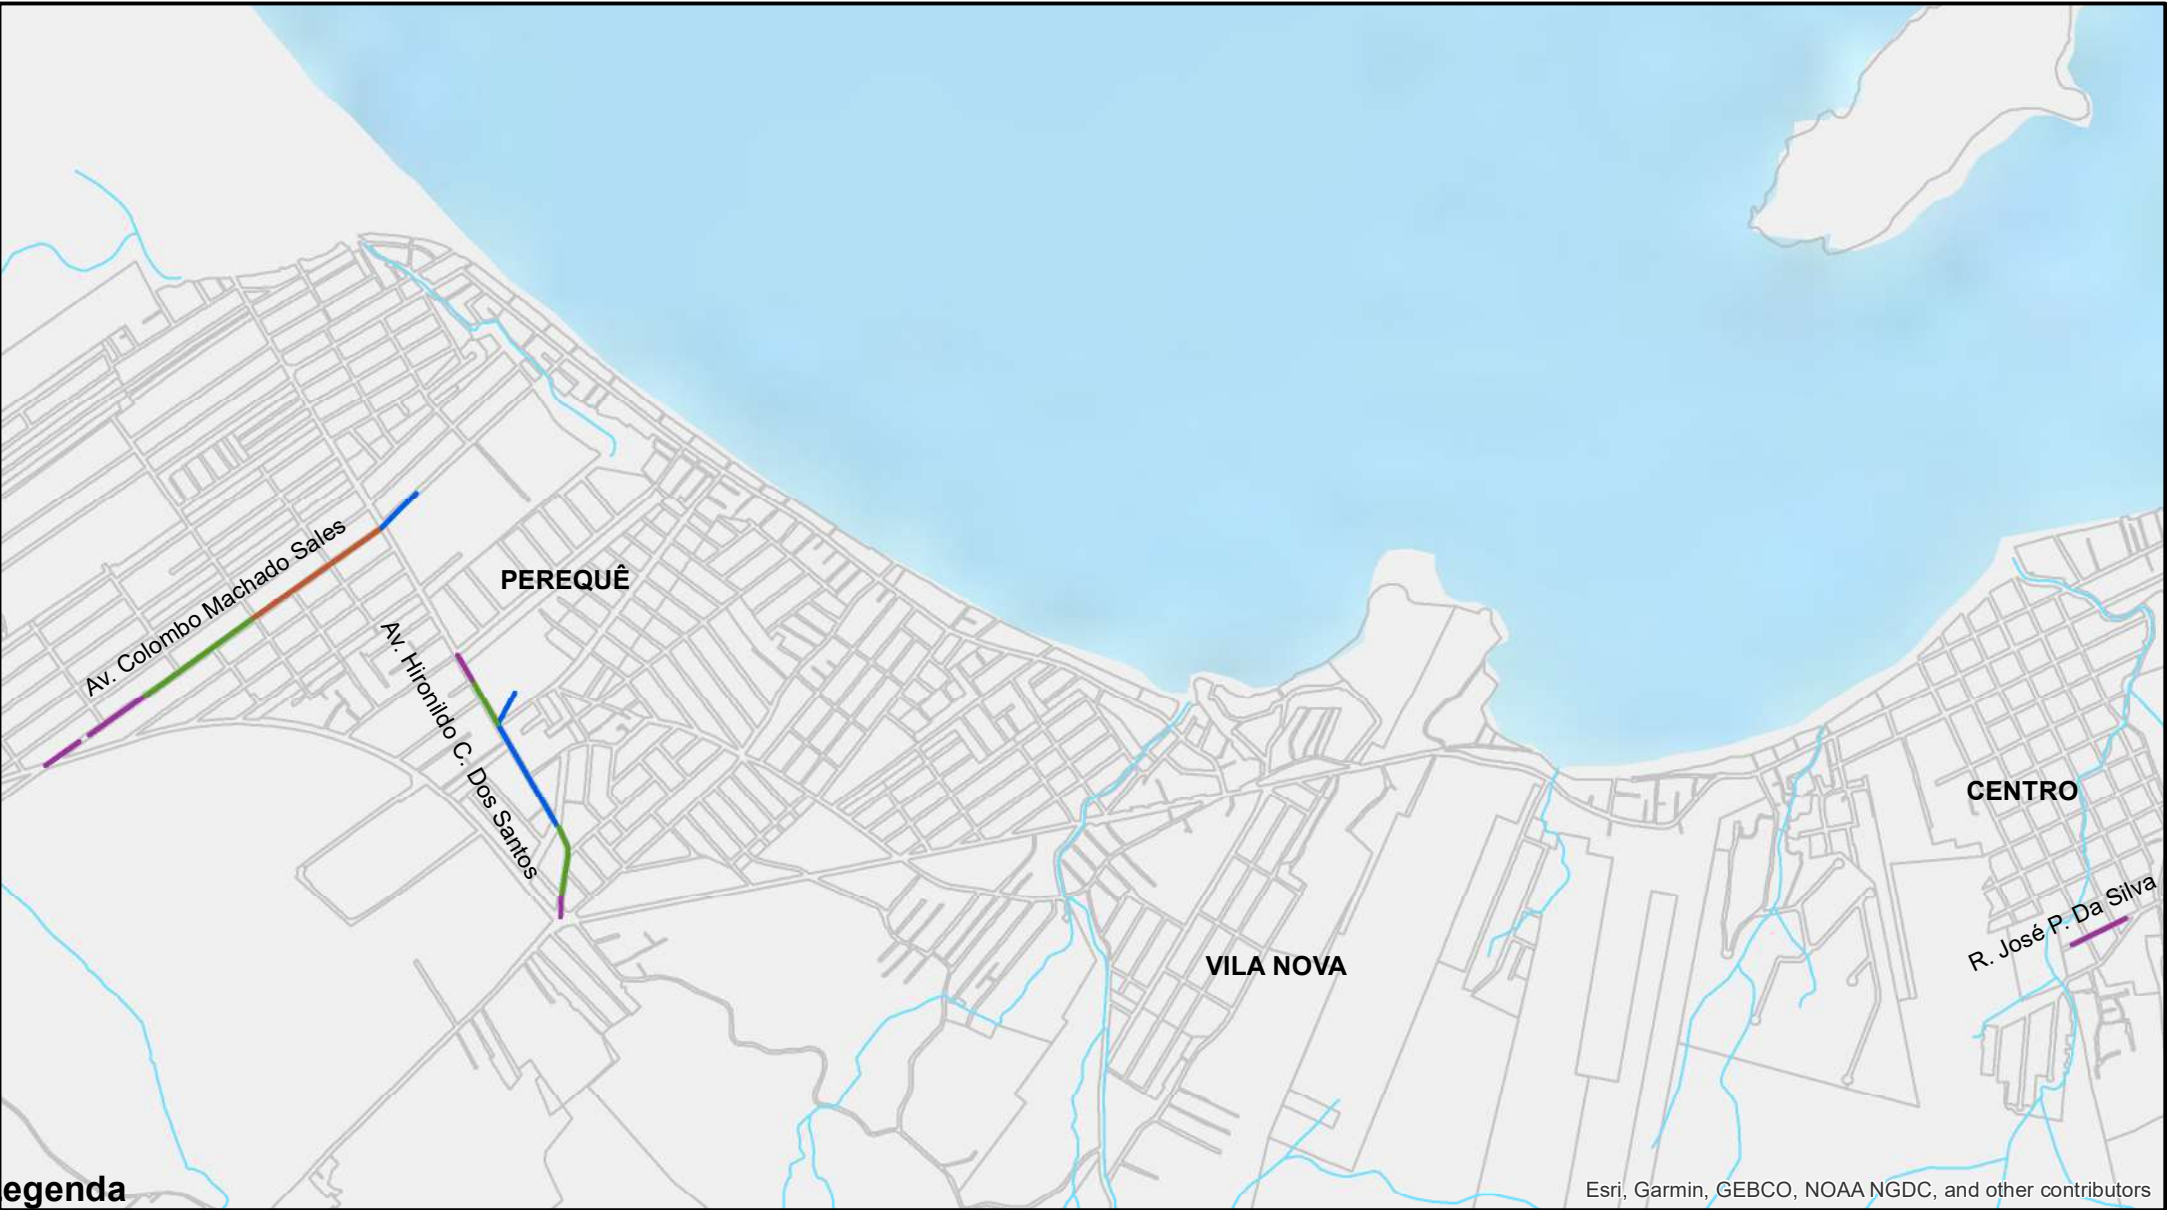 Av. Colombo Machado Sales
PEREQUÊ
Av. Hironildo C. Dos Santos
CENTRO
R. José P. Da Silva
VILA NOVA
egenda
Esri, Garmin, GEBCO, NOAA NGDC, and other contributors